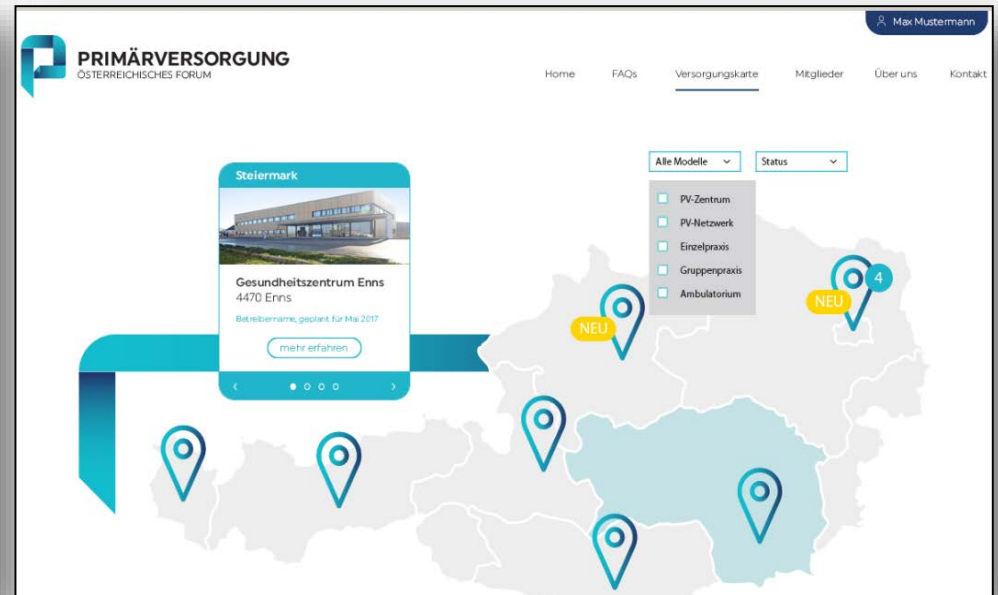 Max Mustermann
PRIMÄRVERSORGUNG
ÖSTERREICHISCHES FORUM
Home FAQs Versorgungskarte Mitglieder Über uns Kontakt
Alle Modelle Status
PV-Zentrum
PV-Netzwerk
Einzelpraxis
Gruppenpraxis
Ambulatorium
Steiermark
Gesundheitszentrum Enns
4470 Enns
Betreibername, geplant für Mai 2017
mehr erfahren
NEU
4
NEU